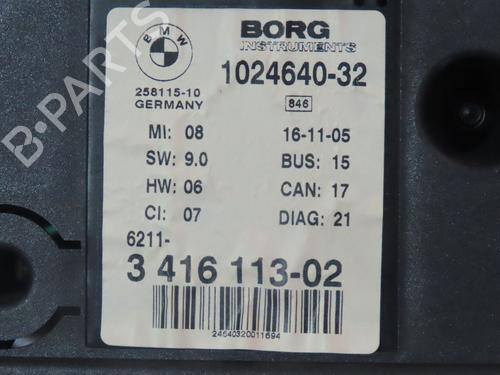 BMW
BORG
INSTRUMENTS
1024640-32
258115-10
GERMANY
846
MI: 08
16-11-05
SW: 9.0
BUS: 15
HW: 06
CAN: 17
CI: 07
DIAG: 21
6211-
3 416 113-02
24640320011694
B-PARTS
B-PARTS